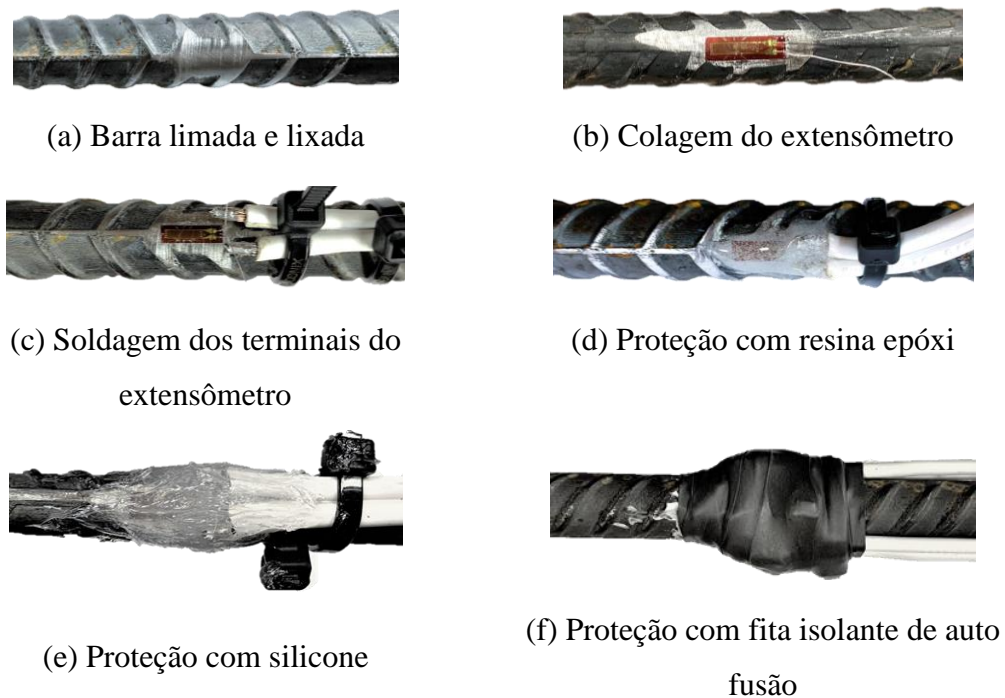 (a) Barra limada e lixada
(b) Colagem do extensômetro
(c) Soldagem dos terminais do
extensômetro
(d) Proteção com resina epóxi
(e) Proteção com silicone
(f) Proteção com fita isolante de auto
fusão